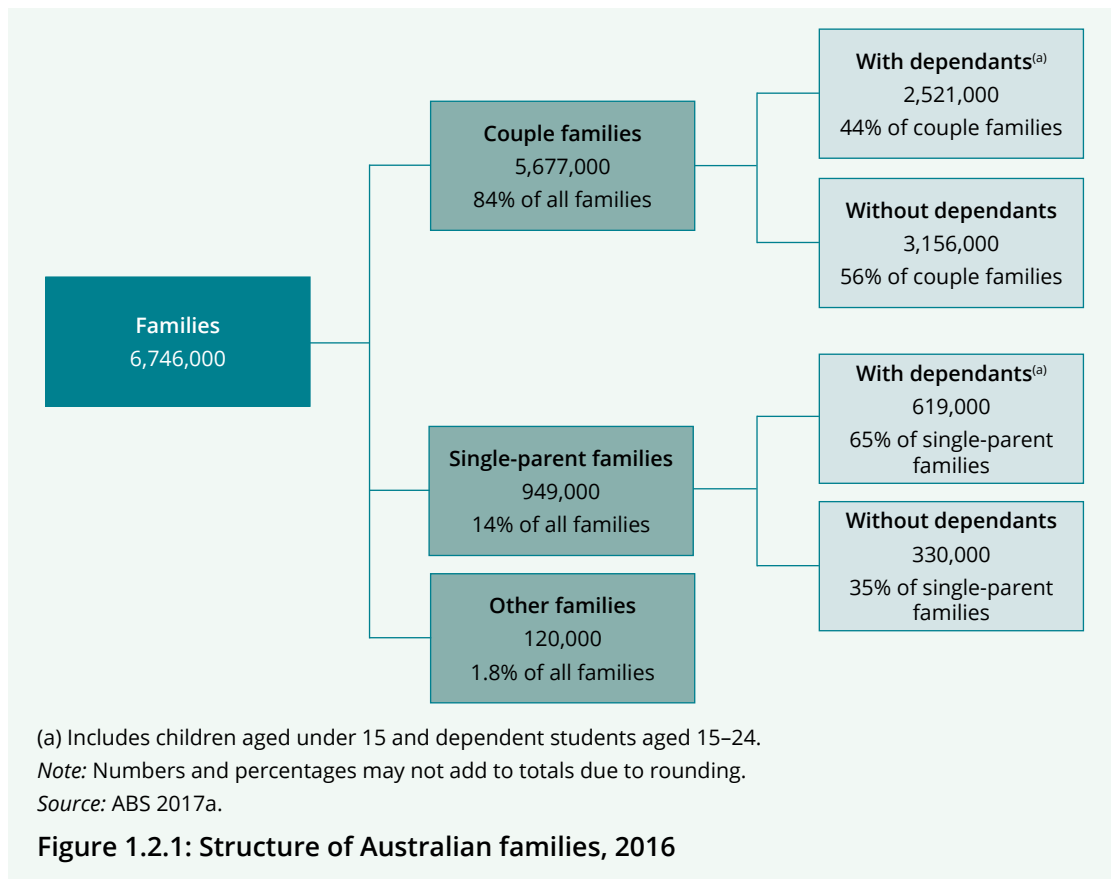 Families
6,746,000
Couple families
5,677,000
84% of all families
With dependants(a)
2,521,000
44% of couple families
Without dependants
3,156,000
56% of couple families
Single-parent families
949,000
14% of all families
With dependants(a)
619,000
65% of single-parent
families
Without dependants
330,000
35% of single-parent
families
Other families
120,000
1.8% of all families
(a) Includes children aged under 15 and dependent students aged 15–24.
Note: Numbers and percentages may not add to totals due to rounding.
Source: ABS 2017a.
Figure 1.2.1: Structure of Australian families, 2016